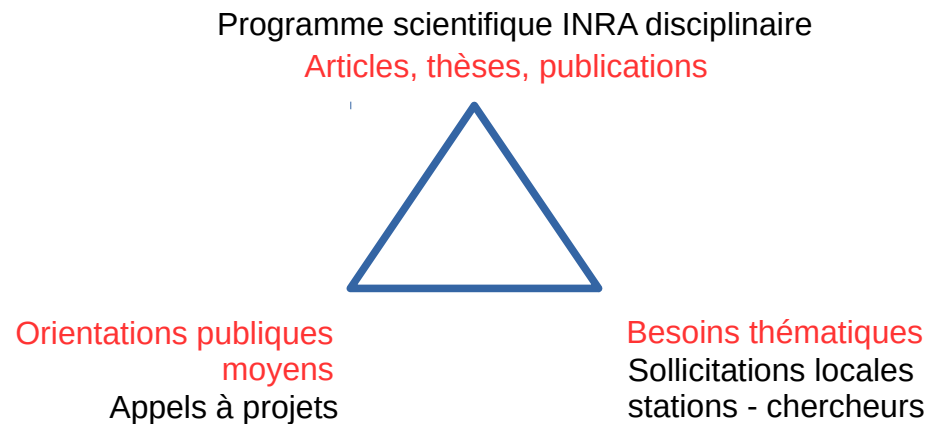 Programme scientifique INRA disciplinaire
Articles, thèses, publications
Orientations publiques
moyens
Appels à projets
Besoins thématiques
Sollicitations locales
stations - chercheurs